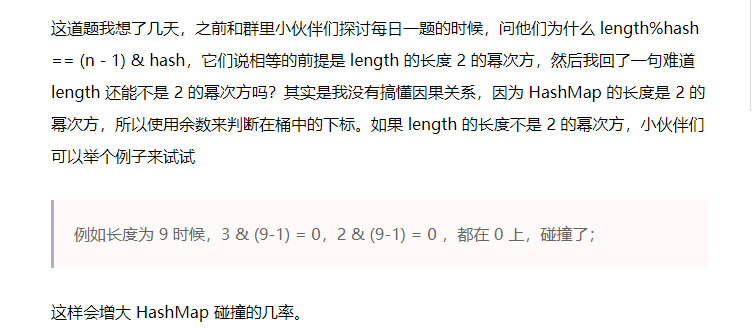 这道题我想了几天，之前和群里小伙伴们探讨每日一题的时候，问他们为什么 length%hash
== (n - 1) & hash，它们说相等的前提是 length 的长度 2 的幂次方，然后我回了一句难道
length 还能不是 2 的幂次方吗？其实是我没有搞懂因果关系，因为 HashMap 的长度是 2 的
幂次方，所以使用余数来判断在桶中的下标。如果 length 的长度不是 2 的幂次方，小伙伴们
可以举个例子来试试
例如长度为 9 时候，3 & (9-1) = 0，2 & (9-1) = 0 ，都在 0 上，碰撞了；
这样会增大 HashMap 碰撞的几率。